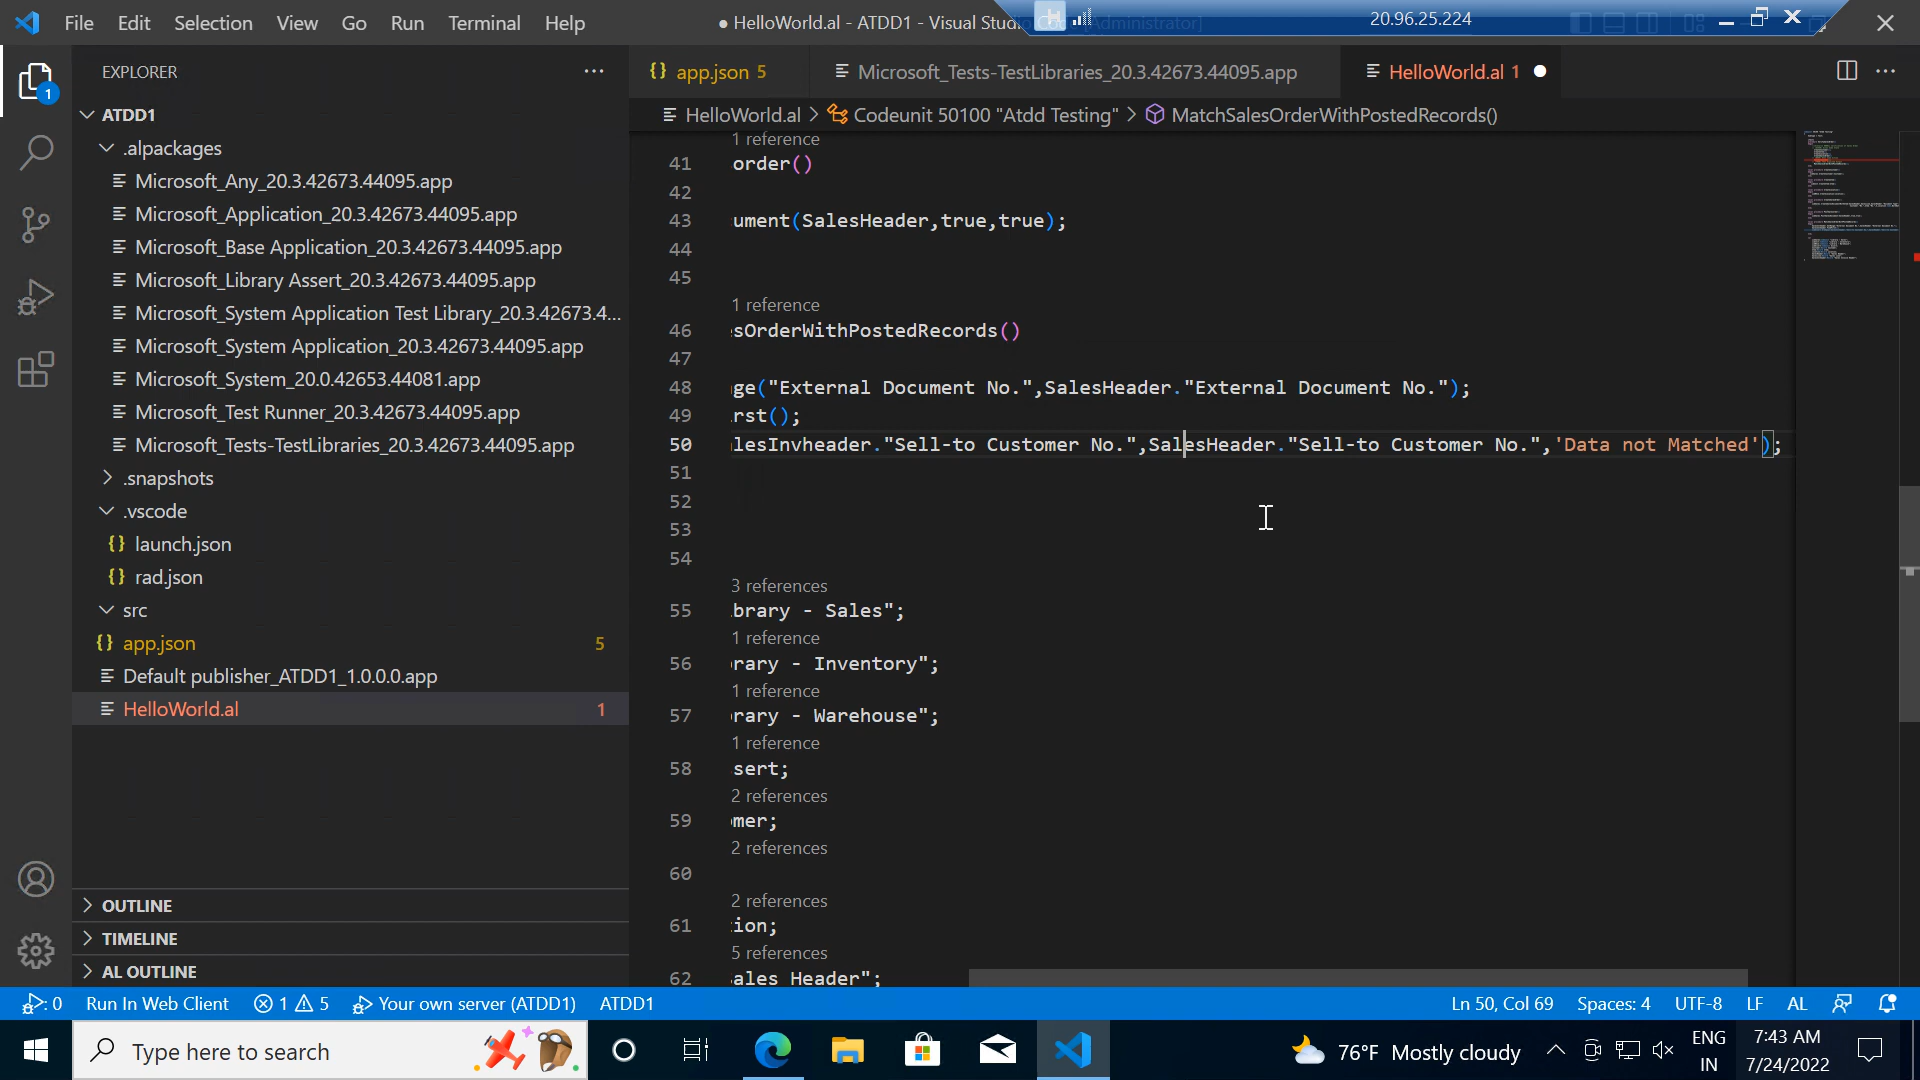 File Edit Selection View Go Run Terminal Help
● HelloWorld.al - ATDD1 - Visual Studio Code [Administrator]
20.96.25.224
EXPLORER
app.json 5
Microsoft_Tests-TestLibraries_20.3.42673.44095.app
HelloWorld.al 1
HelloWorld.al > Codeunit 50100 "Atdd Testing" > MatchSalesOrderWithPostedRecords()
ATDD1
.alpackages
Microsoft_Any_20.3.42673.44095.app
Microsoft_Application_20.3.42673.44095.app
Microsoft_Base Application_20.3.42673.44095.app
Microsoft_Library Assert_20.3.42673.44095.app
Microsoft_System Application Test Library_20.3.42673.4...
Microsoft_System Application_20.3.42673.44095.app
Microsoft_System_20.0.42653.44081.app
Microsoft_Test Runner_20.3.42673.44095.app
Microsoft_Tests-TestLibraries_20.3.42673.44095.app
.snapshots
.vscode
launch.json
rad.json
src
app.json 5
Default publisher_ATDD1_1.0.0.0.app
HelloWorld.al 1
OUTLINE
TIMELINE
AL OUTLINE
1 reference
41 order()
42
43 ument(SalesHeader,true,true);
44
45
1 reference
46 sOrderWithPostedRecords()
47
48 ge("External Document No.",SalesHeader."External Document No.");
49 rst();
50 lesInvheader."Sell-to Customer No.",SalesHeader."Sell-to Customer No.",'Data not Matched');
51
52
53
54
3 references
55 brary - Sales";
1 reference
56 rary - Inventory";
1 reference
57 rary - Warehouse";
1 reference
58 sert;
2 references
59 mer;
2 references
60
2 references
61 ion;
5 references
62 ales Header";
0 Run In Web Client 1 5 Your own server (ATDD1) ATDD1
Ln 50, Col 69 Spaces: 4 UTF-8 LF AL
Type here to search
76°F Mostly cloudy
ENG
IN
7:43 AM
7/24/2022
1